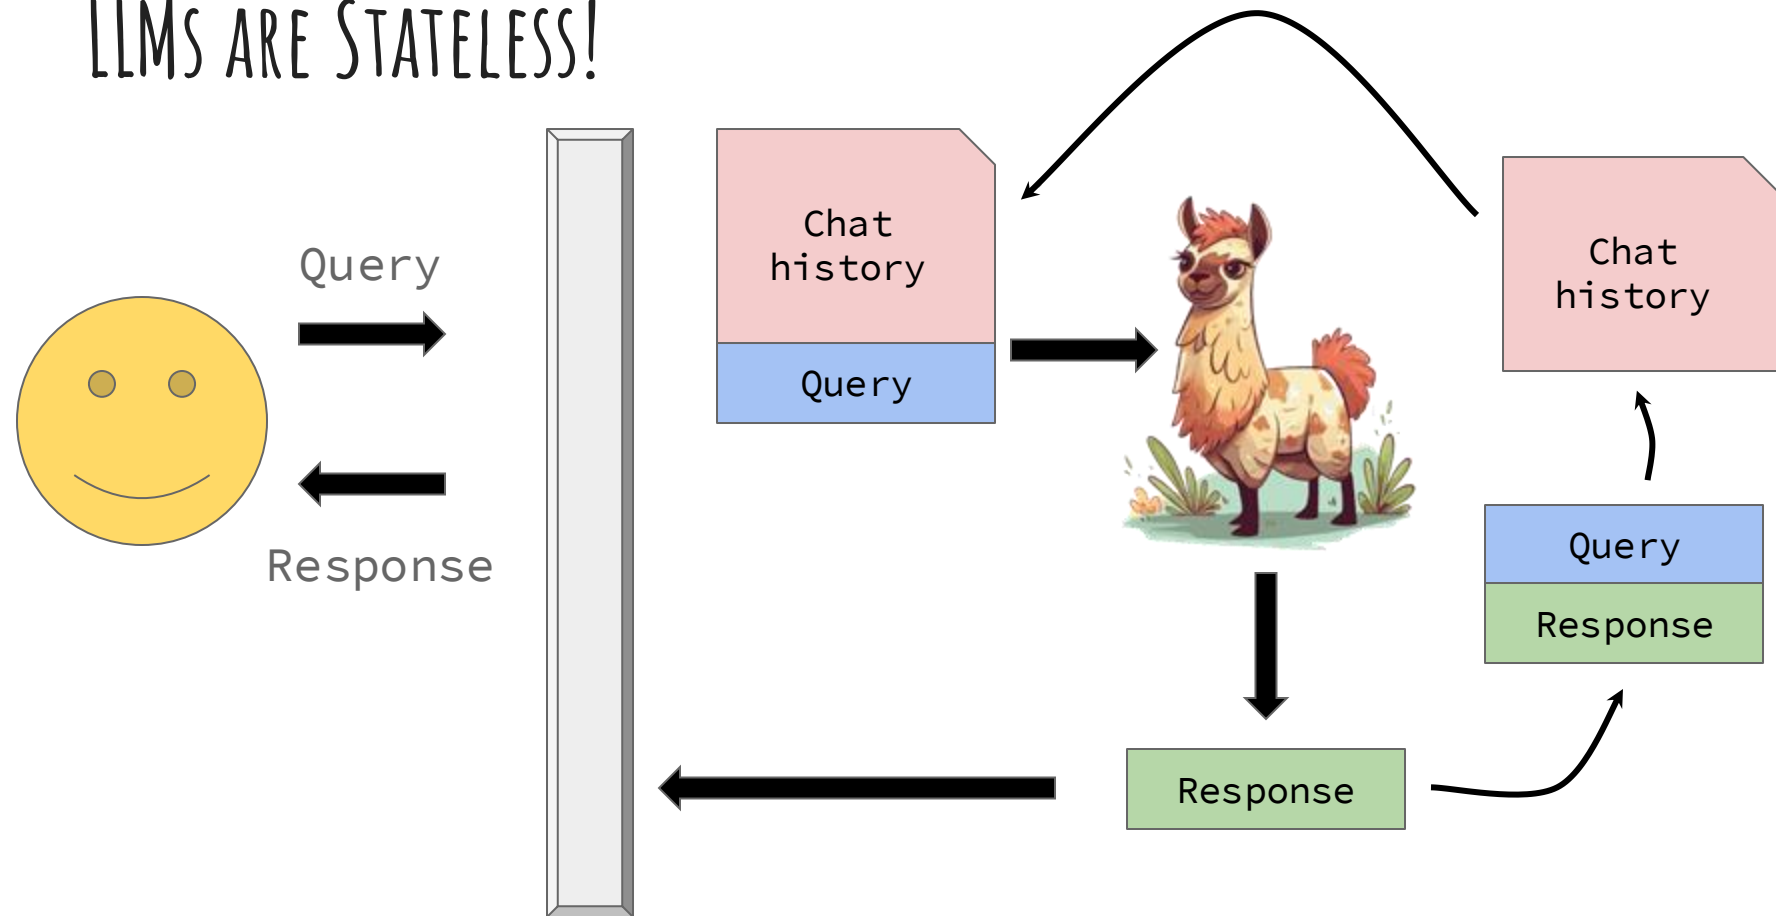 LLMs are Stateless!
Query
Response
Chat
history
Query
Response
Chat
history
Query
Response